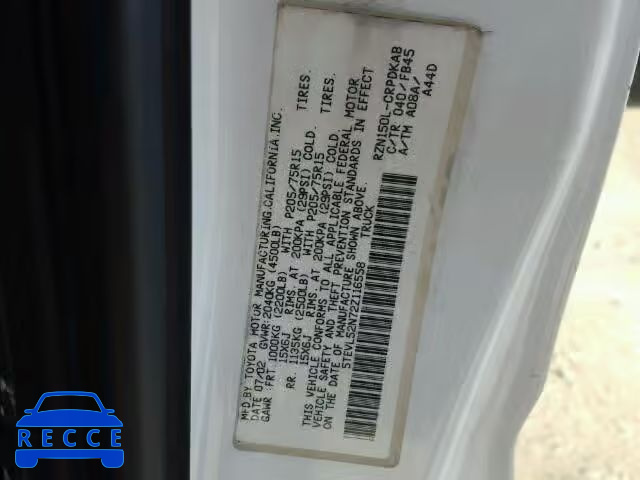 MFD BY: TOYOTA MOTOR MANUFACTURING, CALIFORNIA, INC.
DATE 07/02 GVWR:2040KG (4500LB)
GAWR : FRT. 1000KG (2200LB) WITH P205/75R15 TIRES.
15X6J RIMS, AT 200KPA (29PSI) COLD.
RR. 1135KG (2500LB) WITH P205/75R15 TIRES.
15X6J RIMS, AT 200KPA (29PSI) COLD.
THIS VEHICLE CONFORMS TO ALL APPLICABLE FEDERAL MOTOR
VEHICLE SAFETY AND THEFT PREVENTION STANDARDS IN EFFECT
ON THE DATE OF MANUFACTURE SHOWN ABOVE.
5TEVL52N72Z116558 TRUCK
RZN150L-CRPDKAB
C/TR 040/FB45
A/TM A08A/
A44D
RECCE